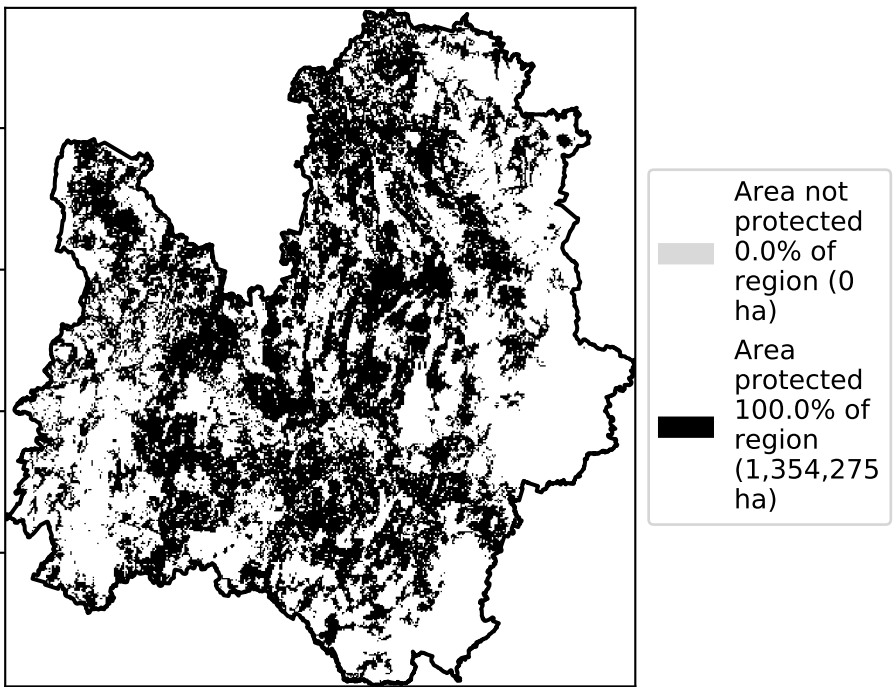 Area not
protected
0.0% of
region (0
ha)
Area
protected
100.0% of
region
(1,354,275
ha)